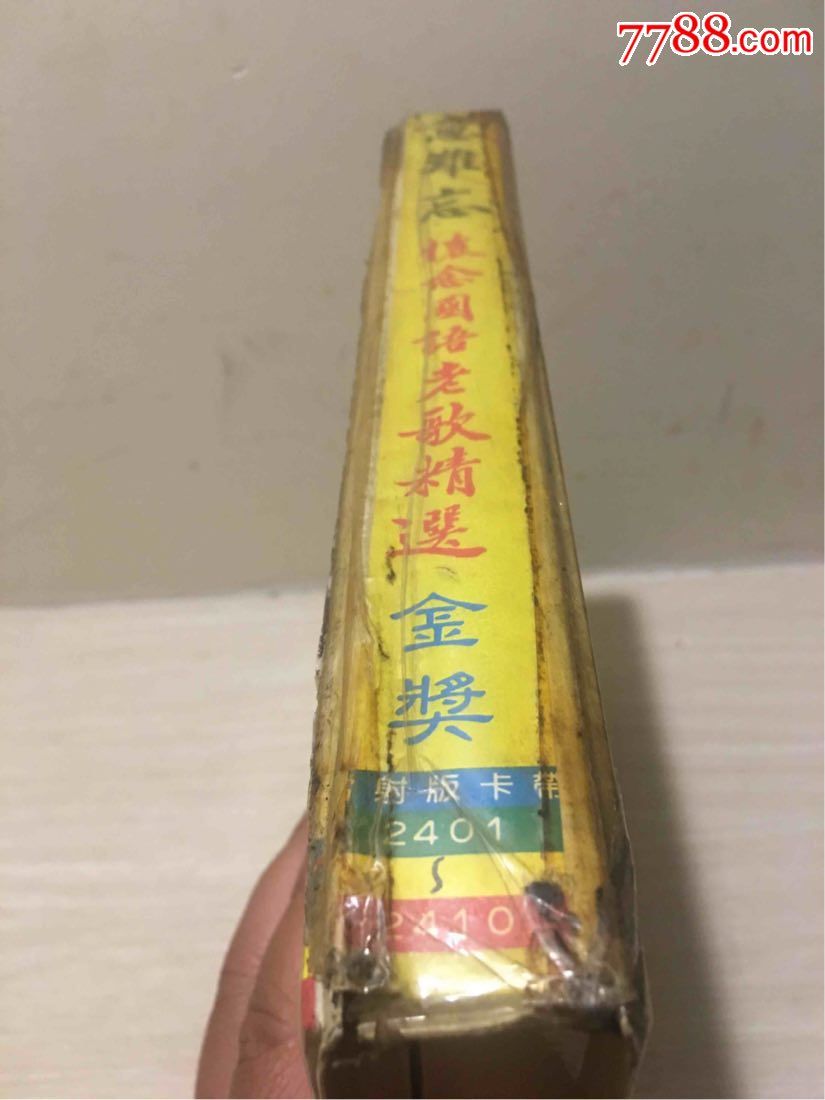 7788.com
難忘
懷念國語老歌精選
金獎
射版卡帶
2401
~
2410